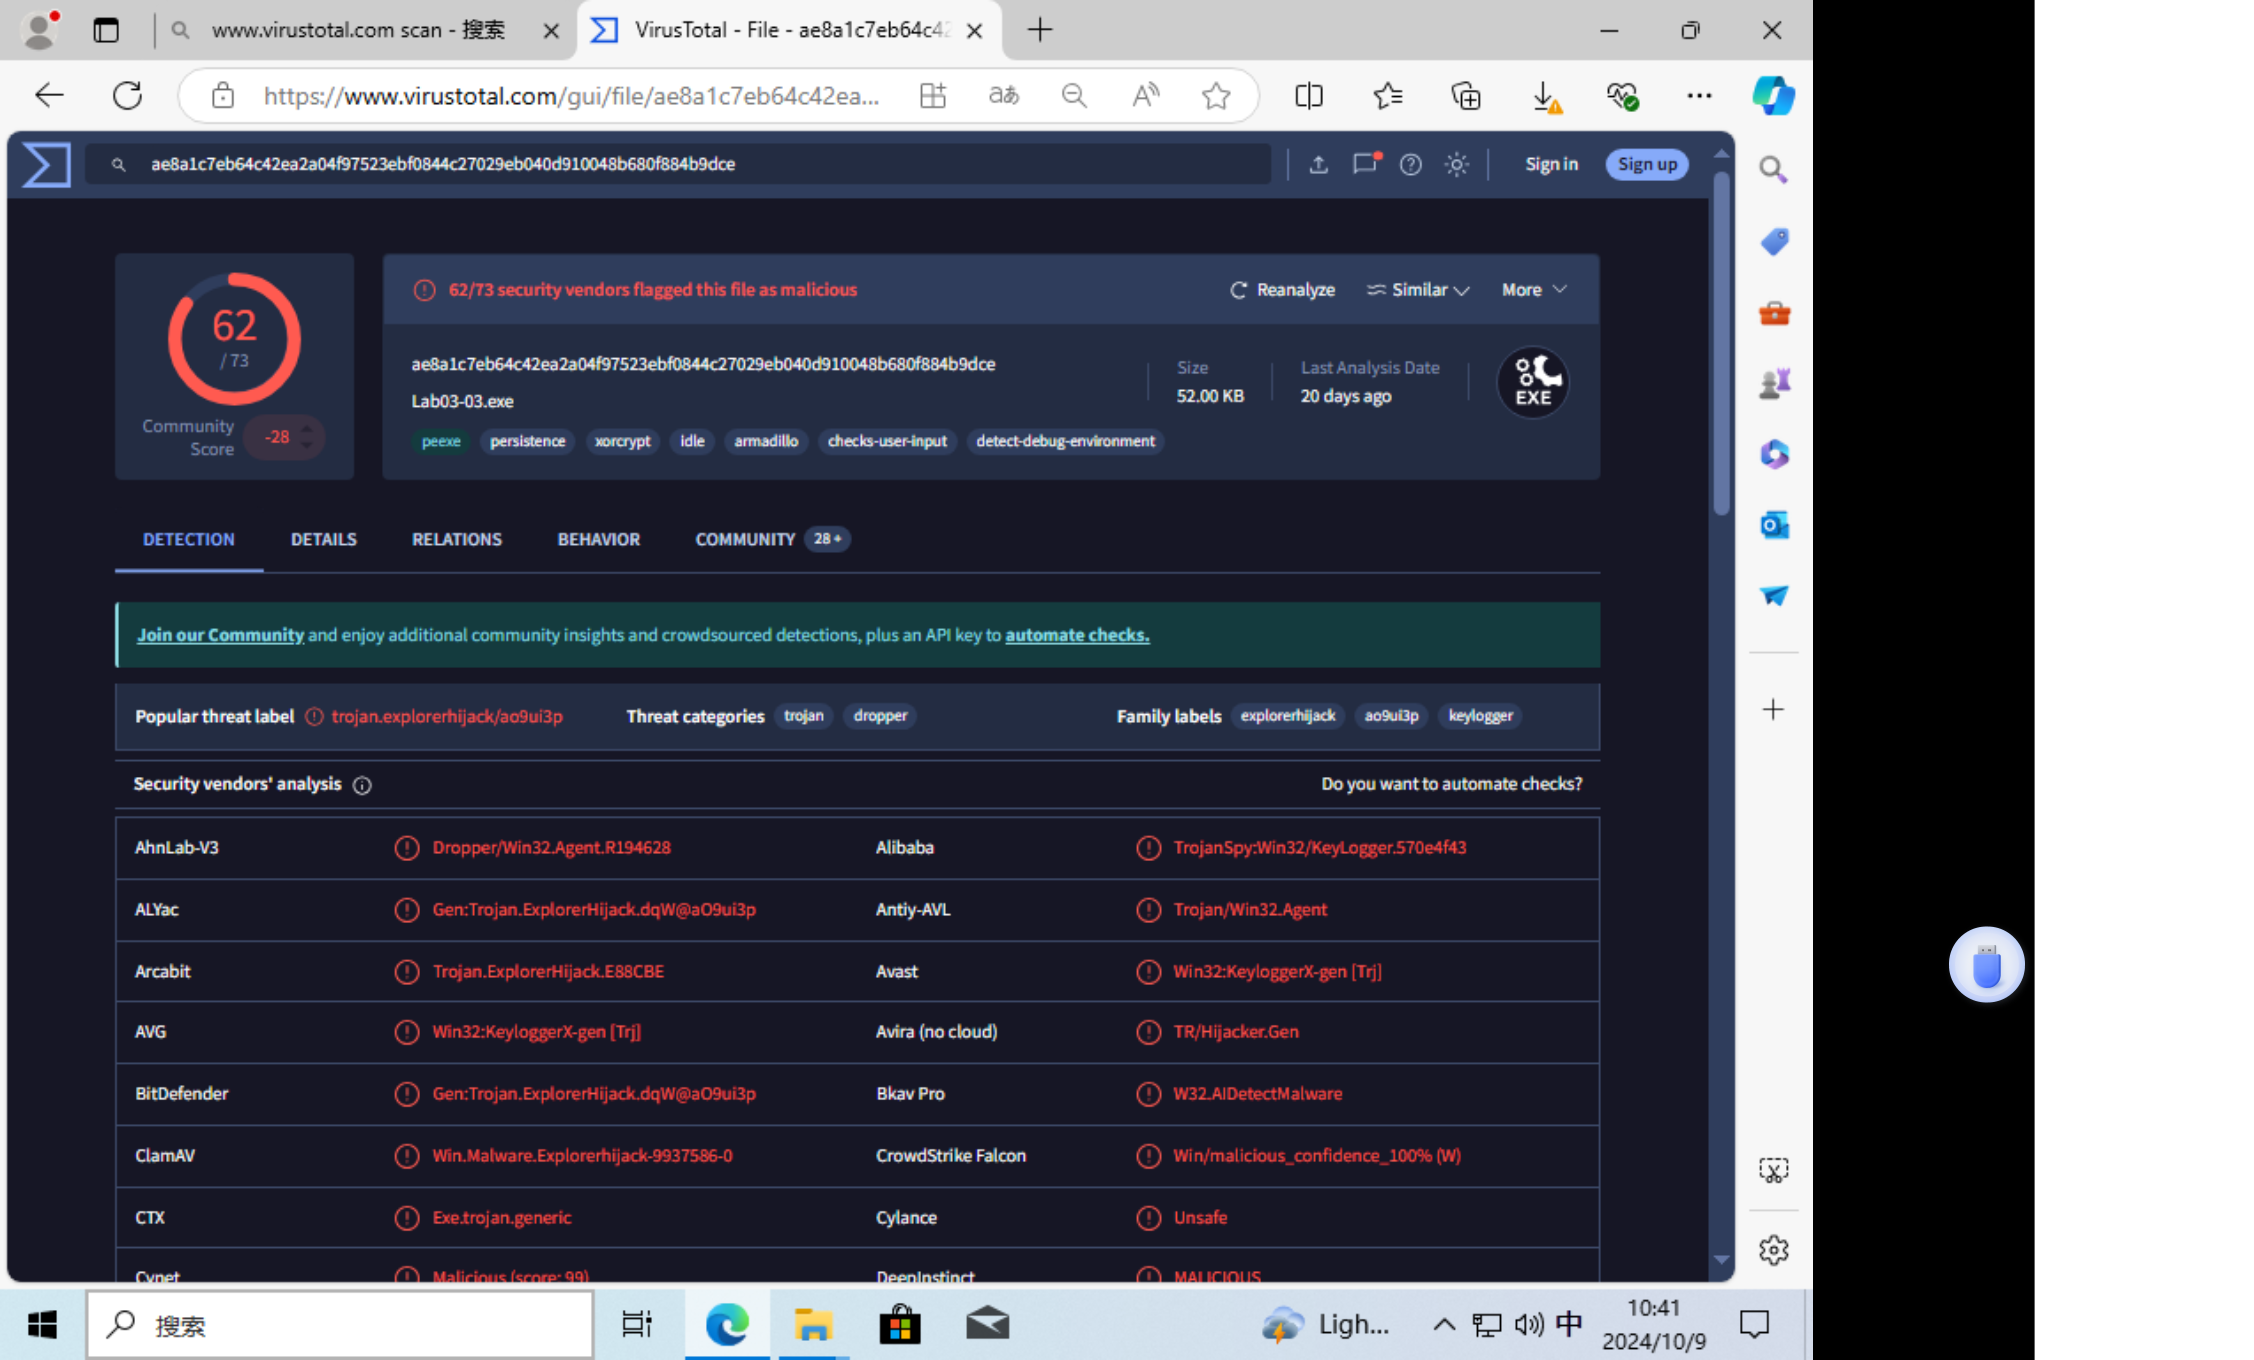 www.virustotal.com scan - 搜索
VirusTotal - File - ae8a1c7eb64c42
https://www.virustotal.com/gui/file/ae8a1c7eb64c42ea...
aあ
ae8a1c7eb64c42ea2a04f97523ebf0844c27029eb040d910048b680f884b9dce
Sign in
Sign up
62
/ 73
Community
Score
-28
62/73 security vendors flagged this file as malicious
Reanalyze
Similar
More
ae8a1c7eb64c42ea2a04f97523ebf0844c27029eb040d910048b680f884b9dce
Lab03-03.exe
Size
52.00 KB
Last Analysis Date
20 days ago
EXE
peexe persistence xorcrypt idle armadillo checks-user-input detect-debug-environment
DETECTION DETAILS RELATIONS BEHAVIOR COMMUNITY 28+
Join our Community and enjoy additional community insights and crowdsourced detections, plus an API key to automate checks.
Popular threat label trojan.explorerhijack/ao9ui3p Threat categories trojan dropper Family labels explorerhijack ao9ui3p keylogger
Security vendors' analysis Do you want to automate checks?
AhnLab-V3 Dropper/Win32.Agent.R194628 Alibaba TrojanSpy:Win32/KeyLogger.570e4f43
ALYac Gen:Trojan.ExplorerHijack.dqW@aO9ui3p Antiy-AVL Trojan/Win32.Agent
Arcabit Trojan.ExplorerHijack.E88CBE Avast Win32:KeyloggerX-gen [Trj]
AVG Win32:KeyloggerX-gen [Trj] Avira (no cloud) TR/Hijacker.Gen
BitDefender Gen:Trojan.ExplorerHijack.dqW@aO9ui3p Bkav Pro W32.AIDetectMalware
ClamAV Win.Malware.Explorerhijack-9937586-0 CrowdStrike Falcon Win/malicious_confidence_100% (W)
CTX Exe.trojan.generic Cylance Unsafe
Cynet Malicious (score: 99) DeepInstinct MALICIOUS
搜索
Ligh...
中
10:41
2024/10/9